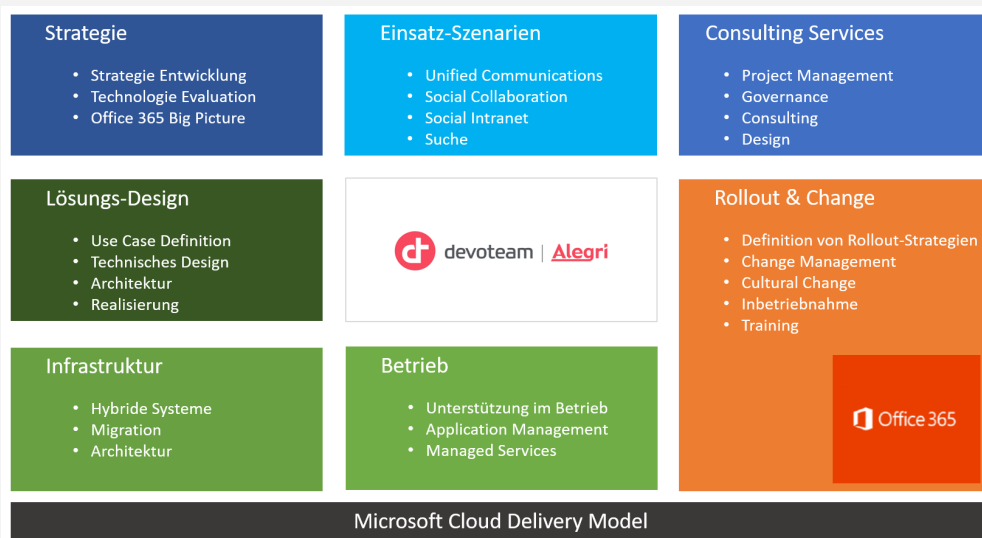 Strategie
• Strategie Entwicklung
• Technologie Evaluation
• Office 365 Big Picture
Einsatz-Szenarien
• Unified Communications
• Social Collaboration
• Social Intranet
• Suche
Consulting Services
• Project Management
• Governance
• Consulting
• Design
Lösungs-Design
• Use Case Definition
• Technisches Design
• Architektur
• Realisierung
devoteam | Alegri
Rollout & Change
• Definition von Rollout-Strategien
• Change Management
• Cultural Change
• Inbetriebnahme
• Training
Infrastruktur
• Hybride Systeme
• Migration
• Architektur
Betrieb
• Unterstützung im Betrieb
• Application Management
• Managed Services
Office 365
Microsoft Cloud Delivery Model